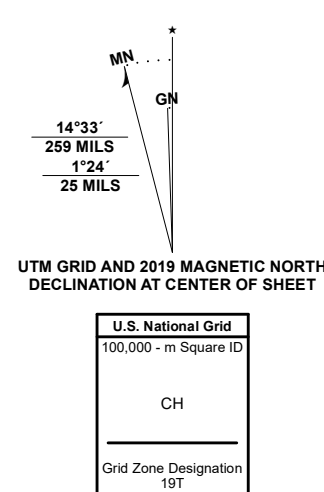 ★
MN
GN
14°33´
259 MILS
1°24´
25 MILS
UTM GRID AND 2019 MAGNETIC NORTH
DECLINATION AT CENTER OF SHEET
U.S. National Grid
100,000 - m Square ID
CH
Grid Zone Designation
19T